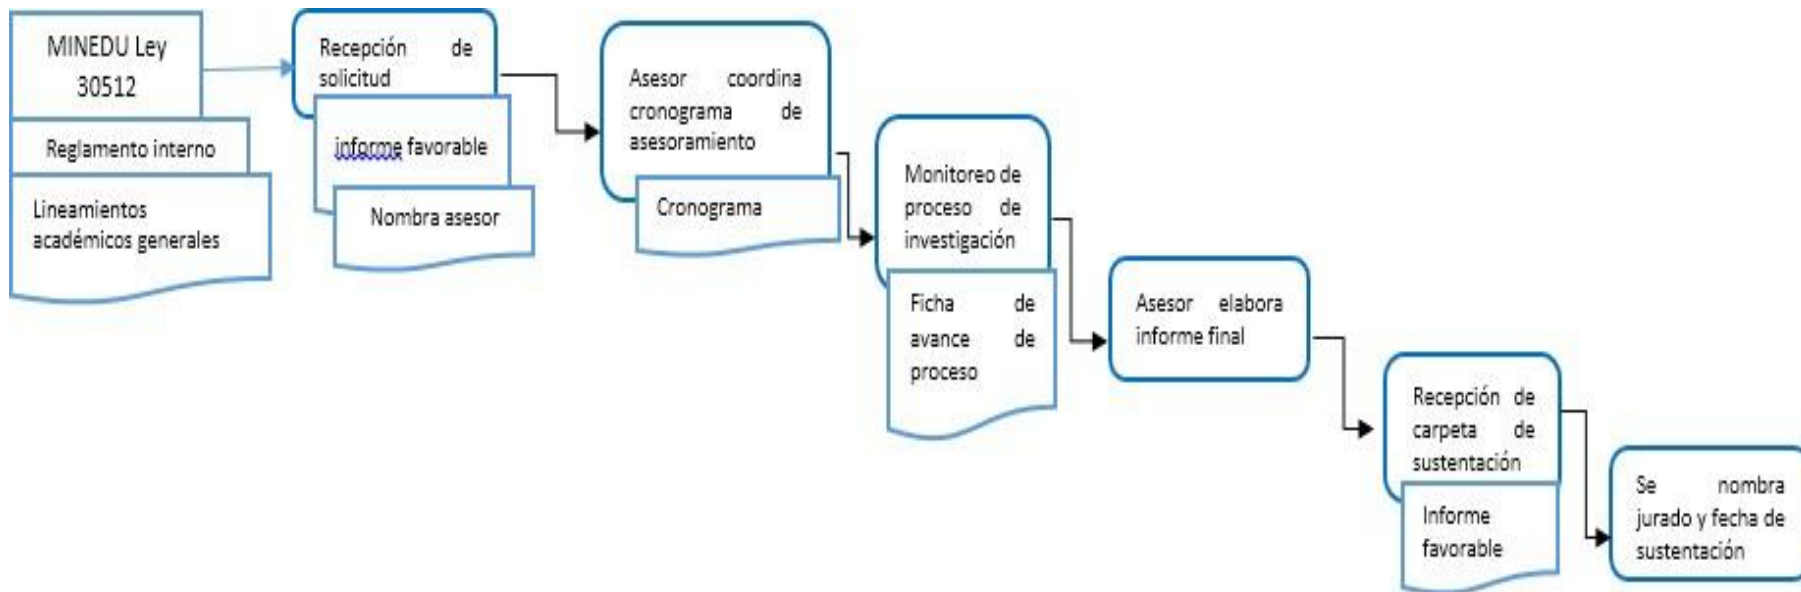 MINEDU Ley
30512
Reglamento interno
Lineamientos
académicos generales
Recepción de
solicitud
informe favorable
Nombra asesor
Asesor coordina
cronograma de
asesoramiento
Cronograma
Monitoreo de
proceso de
investigación
Ficha de
avance de
proceso
Asesor elabora
informe final
Recepción de
carpeta de
sustentación
Informe
favorable
Se nombra
jurado y fecha de
sustentación